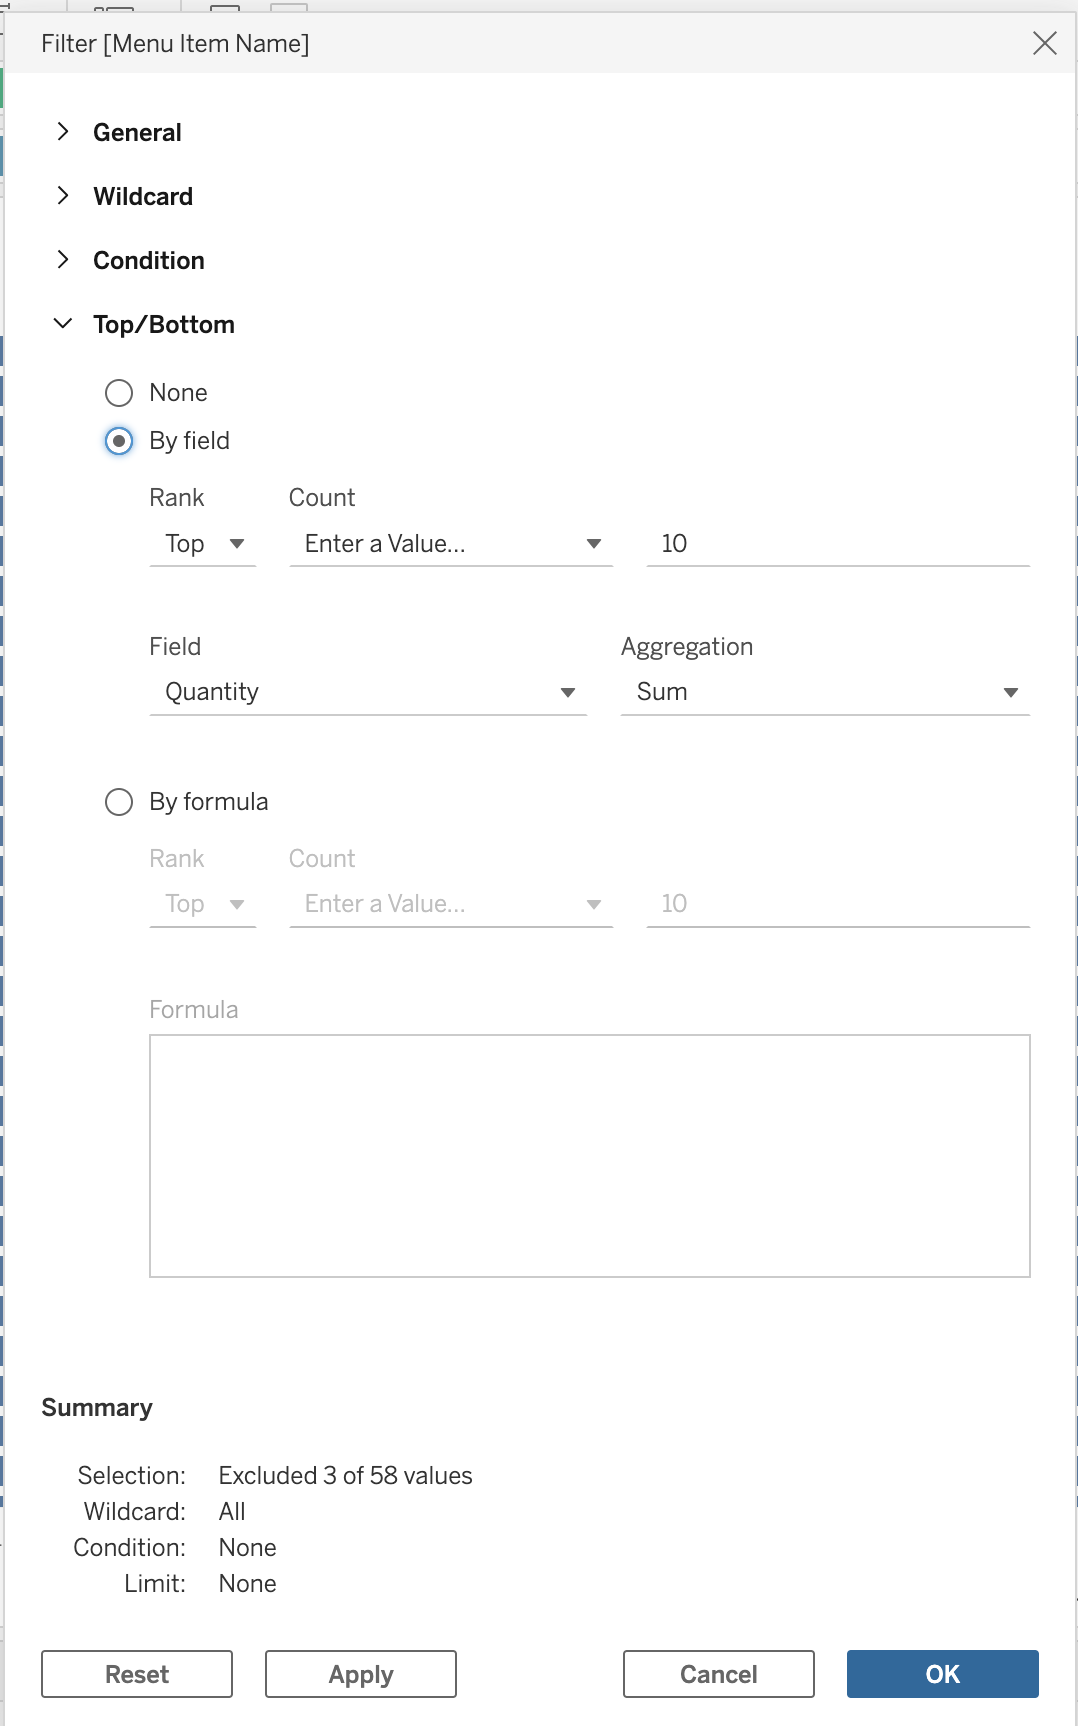 Filter [Menu Item Name]
General
Wildcard
Condition
Top/Bottom
None
By field
Rank Count
Top Enter a Value... 10
Field Aggregation
Quantity Sum
By formula
Rank Count
Top Enter a Value... 10
Formula
Summary
Selection: Excluded 3 of 58 values
Wildcard: All
Condition: None
Limit: None
Reset Apply Cancel OK